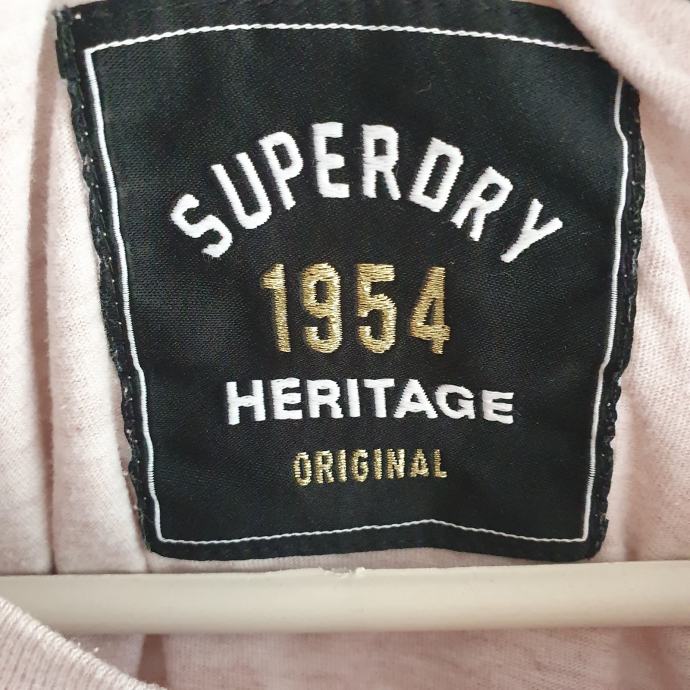 SUPERDRY
1954
HERITAGE
ORIGINAL